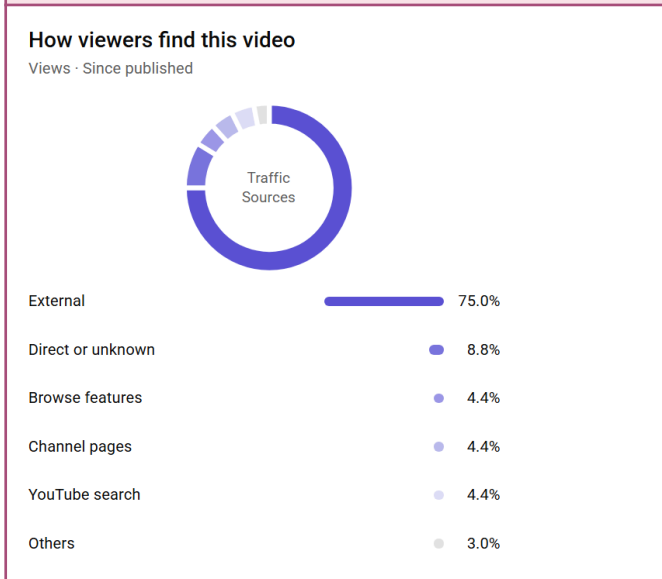 How viewers find this video
Views · Since published
Traffic
Sources
External 75.0%
Direct or unknown 8.8%
Browse features 4.4%
Channel pages 4.4%
YouTube search 4.4%
Others 3.0%